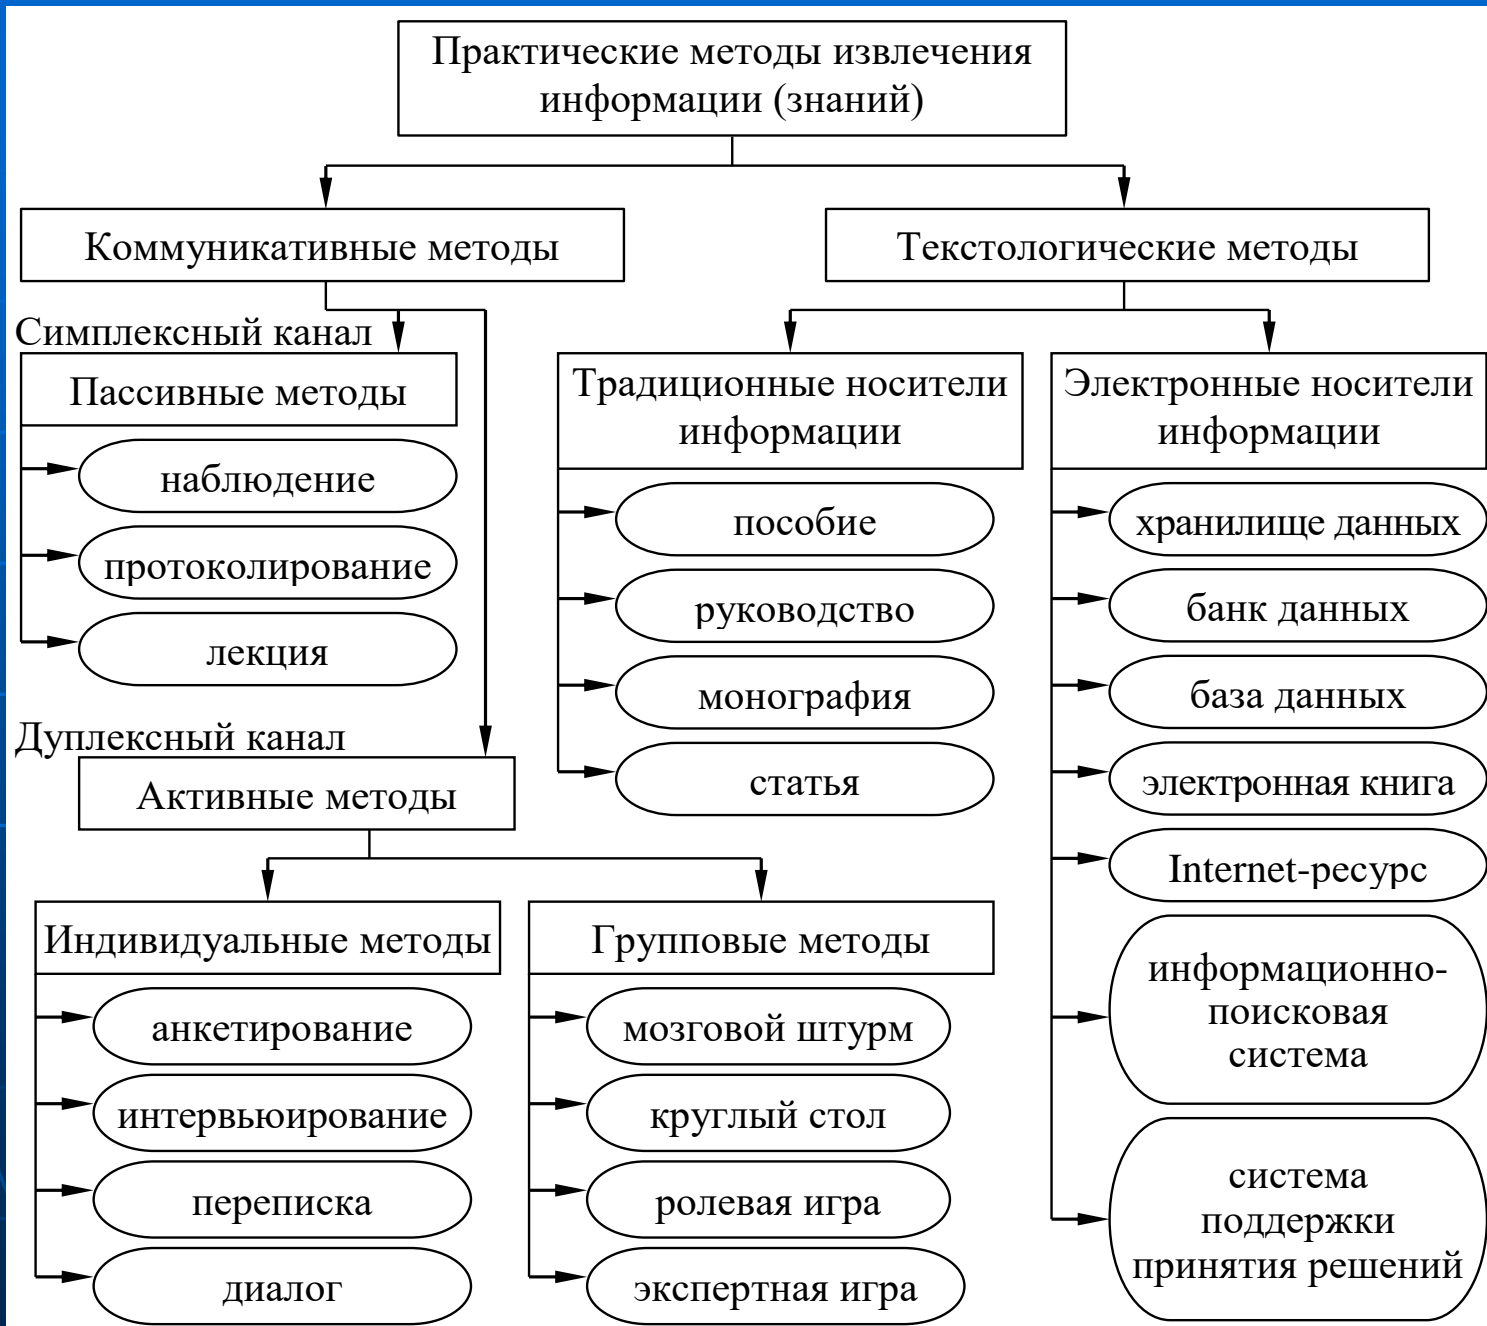 Практические методы извлечения
информации (знаний)
Коммуникативные методы
Текстологические методы
Симплексный канал
Пассивные методы
наблюдение
протоколирование
лекция
Дуплексный канал
Активные методы
Индивидуальные методы
анкетирование
интервьюирование
переписка
диалог
Групповые методы
мозговой штурм
круглый стол
ролевая игра
экспертная игра
Традиционные носители
информации
пособие
руководство
монография
статья
Электронные носители
информации
хранилище данных
банк данных
база данных
электронная книга
Internet-ресурс
информационно-
поисковая
система
система
поддержки
принятия решений